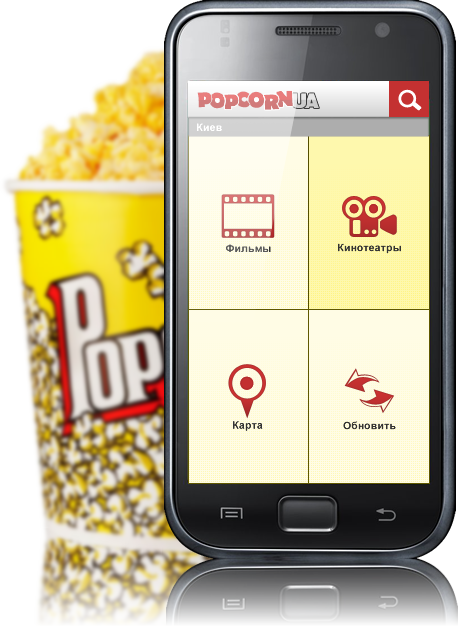 POPCORNUA
Киев
Фильмы
Кинотеатры
Карта
Обновить
Pop